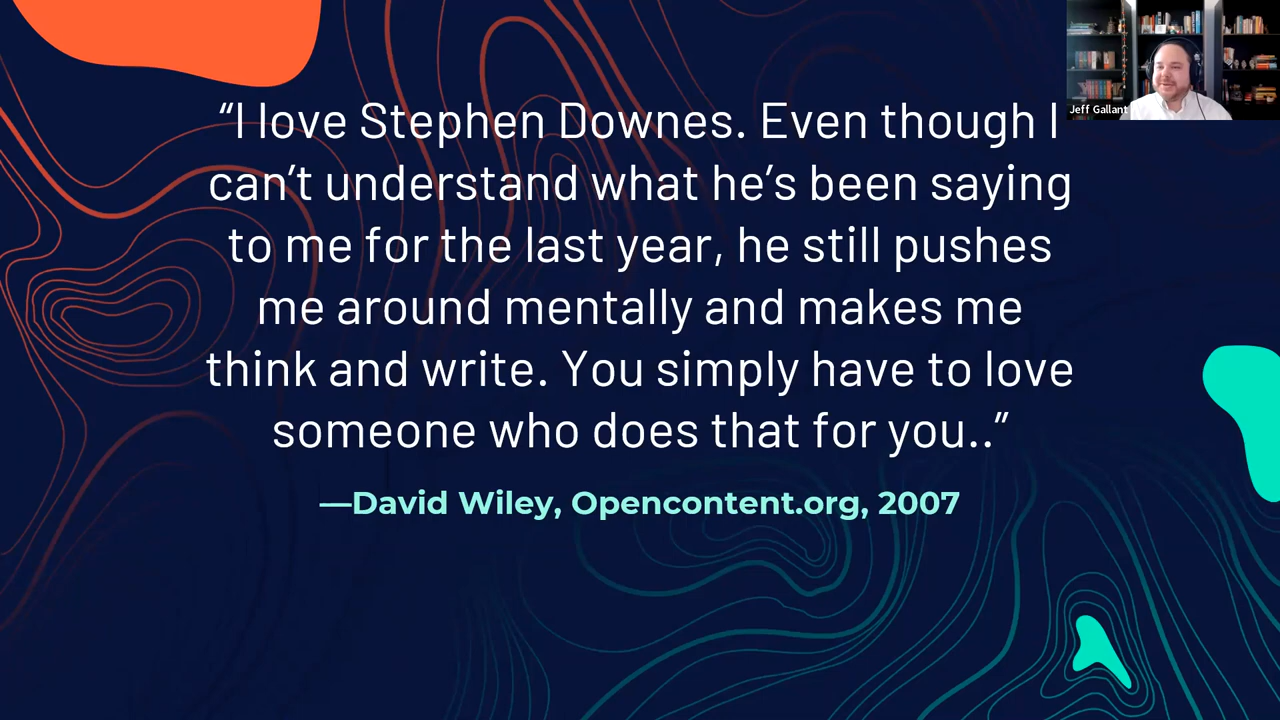 “I love Stephen Downes. Even though I
can’t understand what he’s been saying
to me for the last year, he still pushes
me around mentally and makes me
think and write. You simply have to love
someone who does that for you..”
—David Wiley, Opencontent.org, 2007
Jeff Gallant